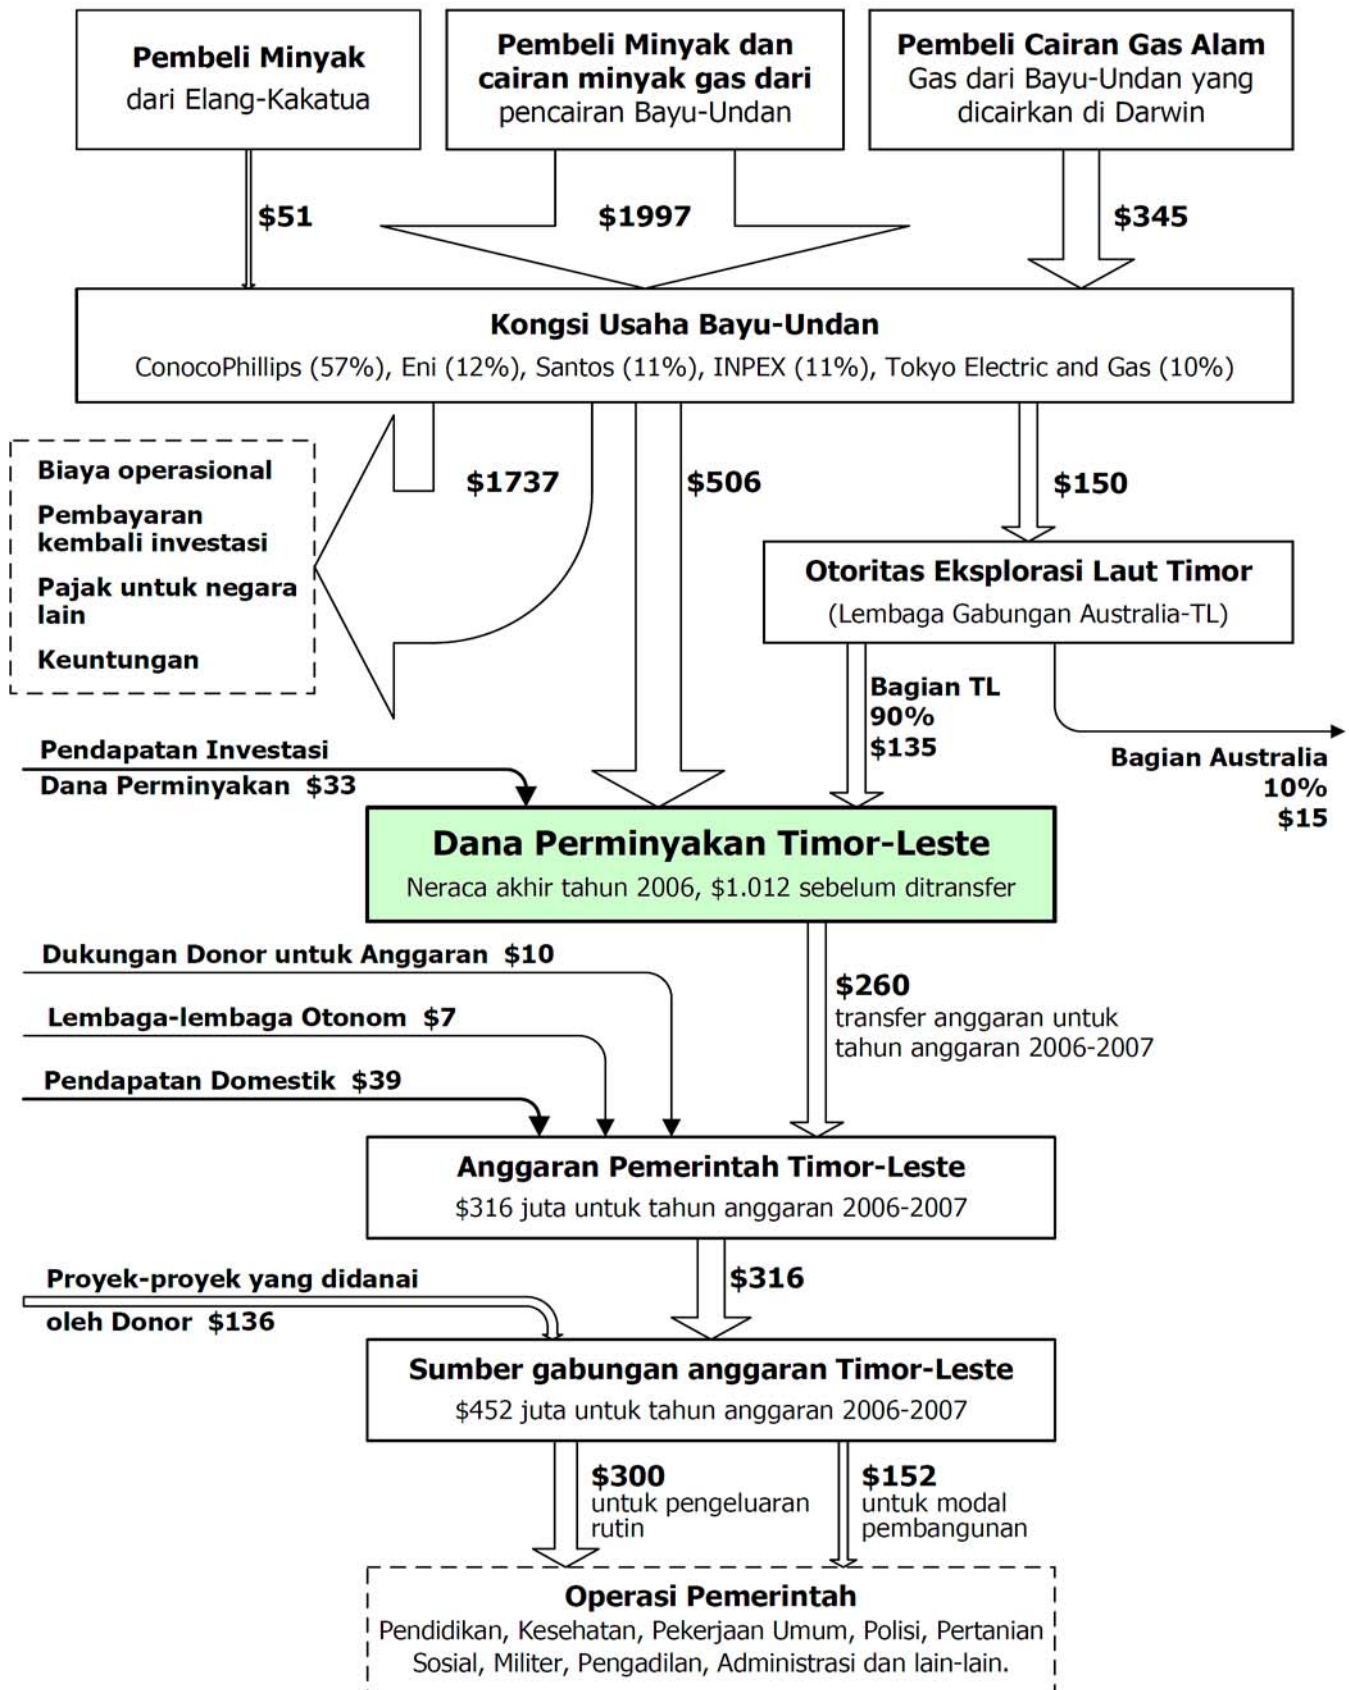 Pembeli Minyak
dari Elang-Kakatua
Pembeli Minyak dan
cairan minyak gas dari
pencairan Bayu-Undan
Pembeli Cairan Gas Alam
Gas dari Bayu-Undan yang
dicairkan di Darwin
$51
$1997
$345
Kongsi Usaha Bayu-Undan
ConocoPhillips (57%), Eni (12%), Santos (11%), INPEX (11%), Tokyo Electric and Gas (10%)
Biaya operasional
Pembayaran
kembali investasi
Pajak untuk negara
lain
Keuntungan
$1737
$506
$150
Otoritas Eksplorasi Laut Timor
(Lembaga Gabungan Australia-TL)
Bagian TL
90%
$135
Bagian Australia
10%
$15
Pendapatan Investasi
Dana Perminyakan $33
Dana Perminyakan Timor-Leste
Neraca akhir tahun 2006, $1.012 sebelum ditransfer
Dukungan Donor untuk Anggaran $10
Lembaga-lembaga Otonom $7
Pendapatan Domestik $39
$260
transfer anggaran untuk
tahun anggaran 2006-2007
Anggaran Pemerintah Timor-Leste
$316 juta untuk tahun anggaran 2006-2007
Proyek-proyek yang didanai
oleh Donor $136
$316
Sumber gabungan anggaran Timor-Leste
$452 juta untuk tahun anggaran 2006-2007
$300
untuk pengeluaran
rutin
$152
untuk modal
pembangunan
Operasi Pemerintah
Pendidikan, Kesehatan, Pekerjaan Umum, Polisi, Pertanian
Sosial, Militer, Pengadilan, Administrasi dan lain-lain.